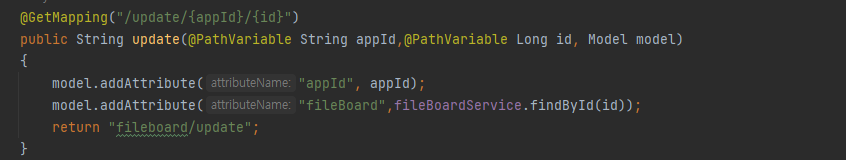 @GetMapping("/update/{appId}/{id}")
public String update(@PathVariable String appId,@PathVariable Long id, Model model)
{
model.addAttribute( attributeName: "appId", appId);
model.addAttribute( attributeName: "fileBoard",fileBoardService.findById(id));
return "fileboard/update";
}